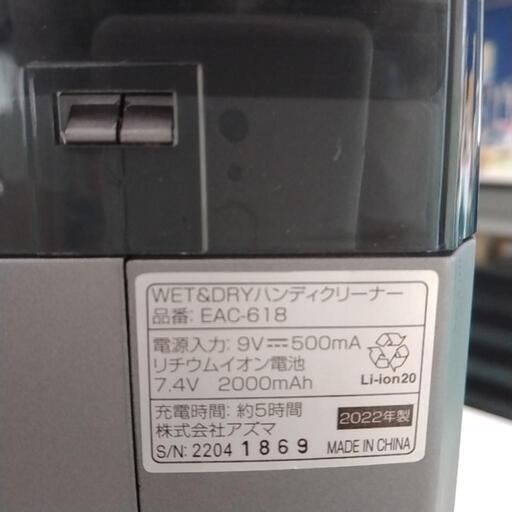 WET&DRYハンディクリーナー
品番: EAC-618
電源入力: 9V⎓500mA
リチウムイオン電池
7.4V 2000mAh
Li-ion20
充電時間: 約5時間
2022年製
株式会社アズマ
S/N: 2204 1869 MADE IN CHINA